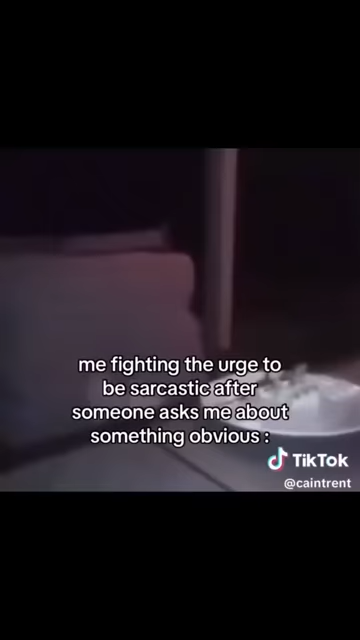 me fighting the urge to
be sarcastic after
someone asks me about
something obvious :
TikTok
@caintrent